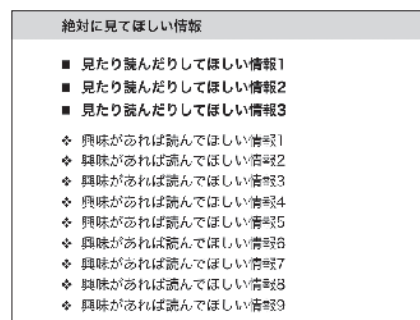 絶対に見てほしい情報
■ 見たり読んだりしてほしい情報1
■ 見たり読んだりしてほしい情報2
■ 見たり読んだりしてほしい情報3
❖ 興味があれば読んでほしい情報1
❖ 興味があれば読んでほしい情報2
❖ 興味があれば読んでほしい情報3
❖ 興味があれば読んでほしい情報4
❖ 興味があれば読んでほしい情報5
❖ 興味があれば読んでほしい情報6
❖ 興味があれば読んでほしい情報7
❖ 興味があれば読んでほしい情報8
❖ 興味があれば読んでほしい情報9